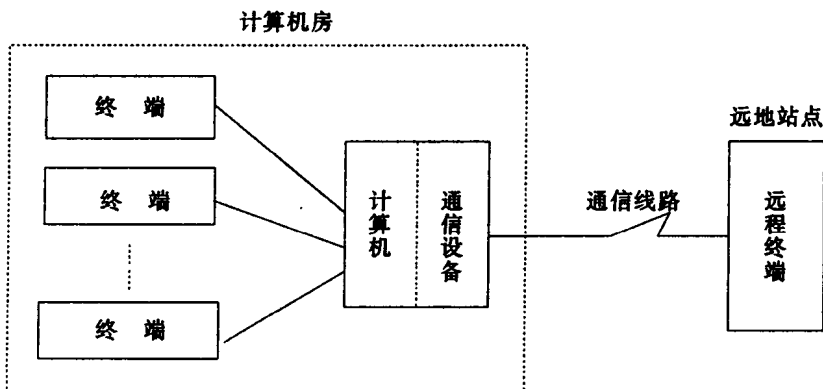 计算机房
终 端
终 端
终 端
计算机
通信设备
通信线路
远地站点
远程终端